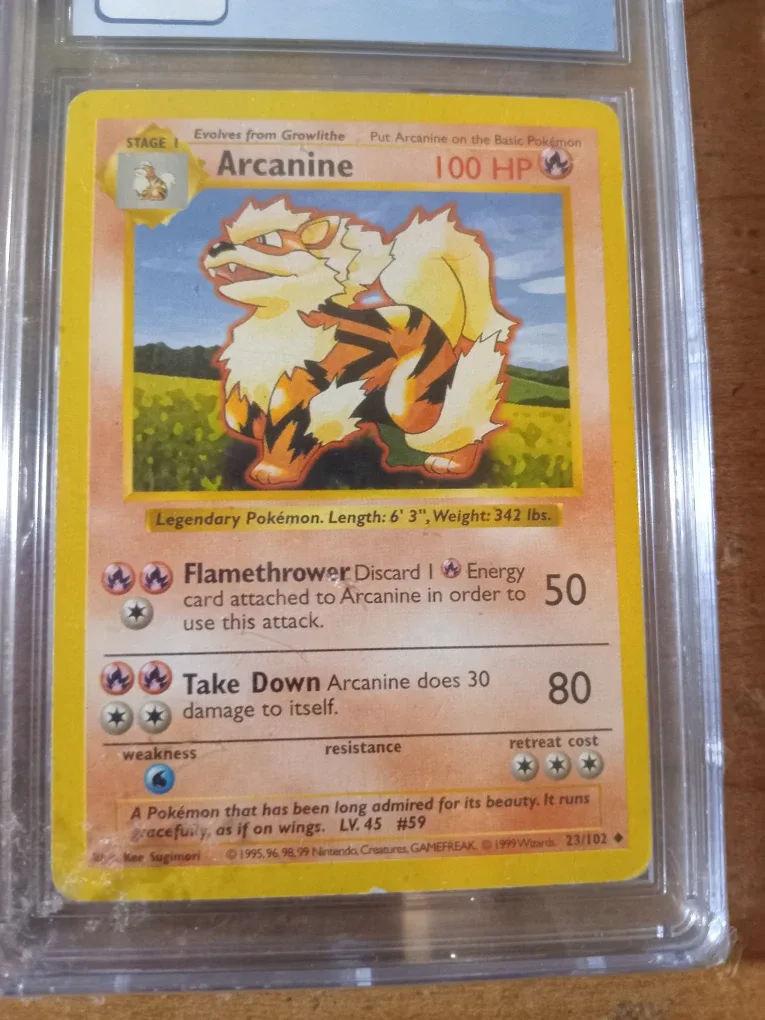 STAGE 1
Evolves from Growlithe
Put Arcanine on the Basic Pokémon
Arcanine
100 HP
Legendary Pokémon. Length: 6' 3", Weight: 342 lbs.
Flamethrower Discard 1 Energy
card attached to Arcanine in order to
use this attack.
50
Take Down Arcanine does 30
damage to itself.
80
weakness
resistance
retreat cost
A Pokémon that has been long admired for its beauty. It runs
gracefully, as if on wings. LV. 45 #59
Illus. Ken Sugimori
© 1995, 96, 98, 99 Nintendo, Creatures, GAMEFREAK. © 1999 Wizards.
23/102